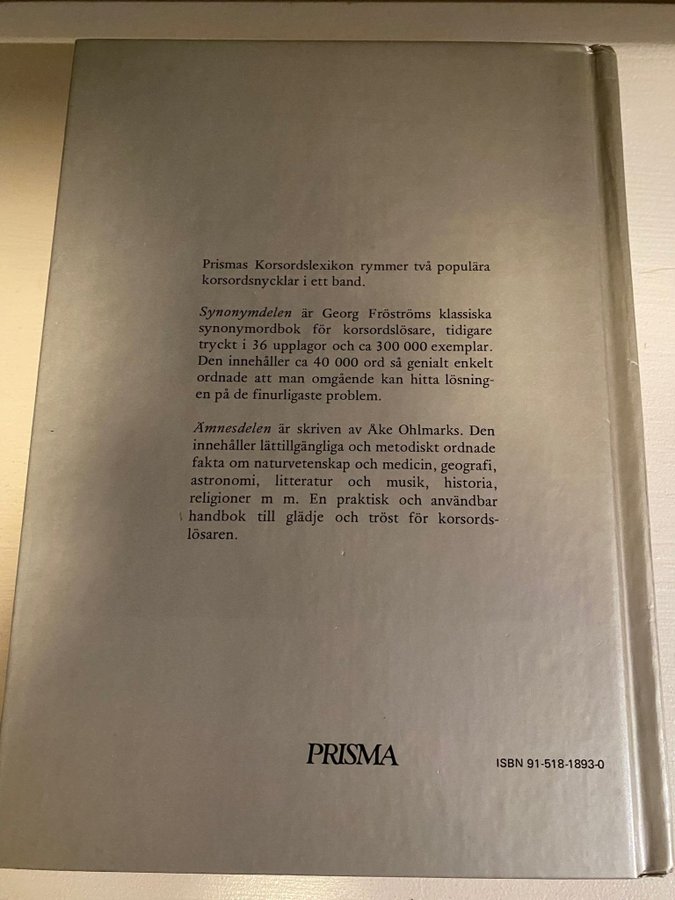 Prismas Korsordslexikon rymmer två populära
korsordsnycklar i ett band.
Synonymdelen är Georg Fröströms klassiska
synonymordbok för korsordslösare, tidigare
tryckt i 36 upplagor och ca 300 000 exemplar.
Den innehåller ca 40 000 ord så genialt enkelt
ordnade att man omgående kan hitta lösning-
en på de finurligaste problem.
Ämnesdelen är skriven av Åke Ohlmarks. Den
innehåller lättillgängliga och metodiskt ordnade
fakta om naturvetenskap och medicin, geografi,
astronomi, litteratur och musik, historia,
religioner m m. En praktisk och användbar
handbok till glädje och tröst för korsords-
lösaren.
PRISMA
ISBN 91-518-1893-0